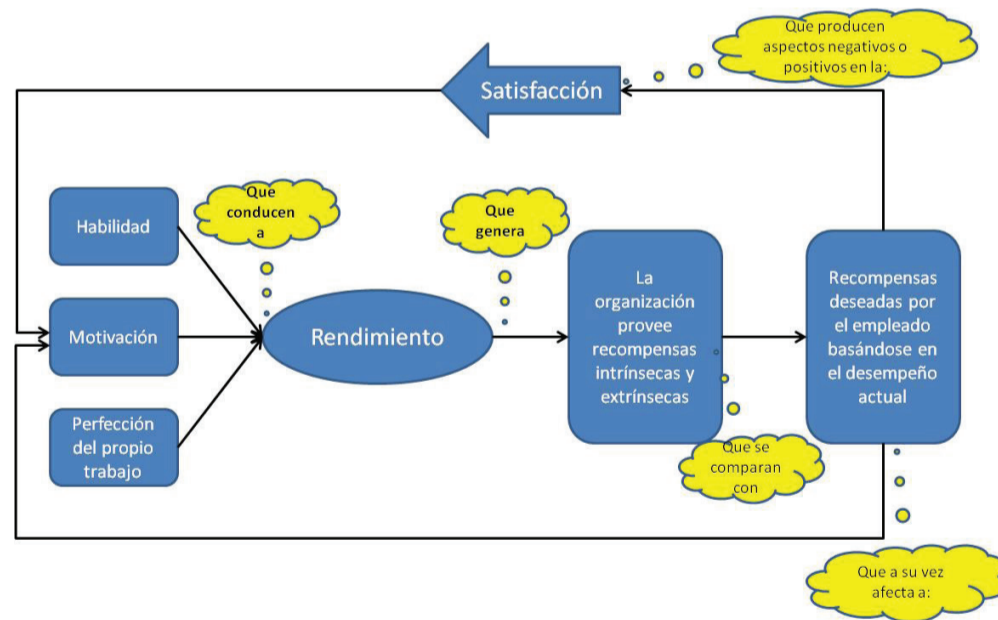 Que producen
aspectos negativos o
positivos en la:
Satisfacción
Habilidad
Que
conducen
a
Que
genera
Motivación
Rendimiento
La
organización
provee
recompensas
intrínsecas y
extrínsecas
Recompensas
deseadas por
el empleado
basándose en
el desempeño
actual
Perfección
del propio
trabajo
Que se
comparan
con
Que a su vez
afecta a: